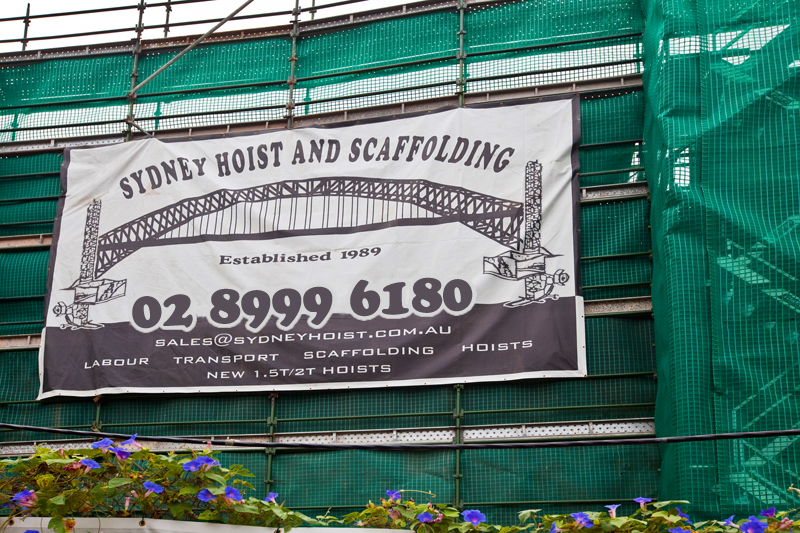 SYDNEY HOIST AND SCAFFOLDING
Established 1989
02 8999 6180
SALES@SYDNEYHOIST.COM.AU
LABOUR TRANSPORT SCAFFOLDING HOISTS
NEW 1.5T/2T HOISTS